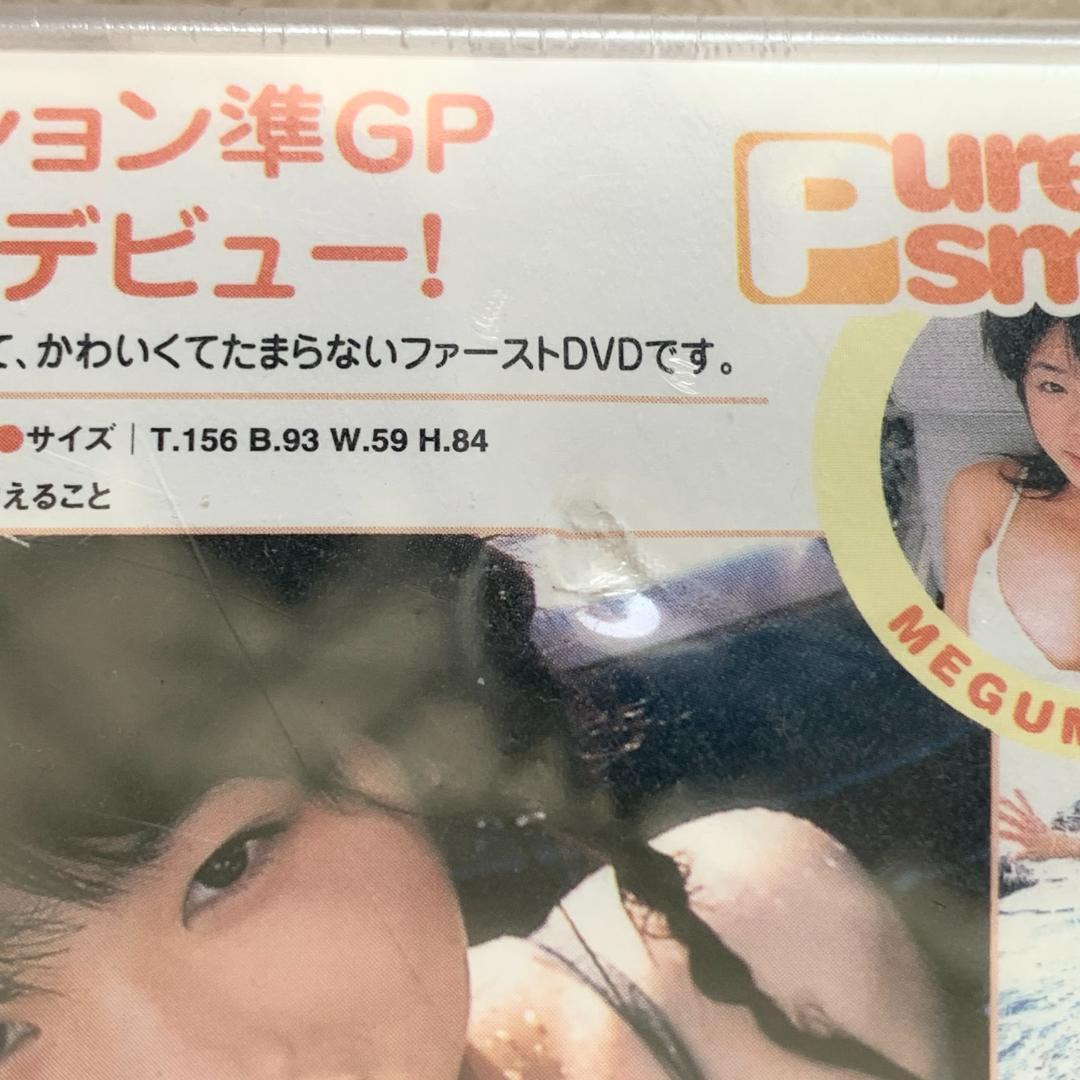 ション準GP
デビュー!
て、かわいくてたまらないファーストDVDです。
●サイズ｜T.156 B.93 W.59 H.84
えること
Pure
sm
MEGUM